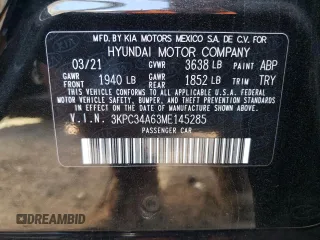 MFD. BY KIA MOTORS MEXICO S.A. DE C.V. FOR
HYUNDAI MOTOR COMPANY
03/21 GVWR 3638 LB PAINT ABP
GAWR FRONT 1940 LB GAWR REAR 1852 LB TRIM TRY
THIS VEHICLE CONFORMS TO ALL APPLICABLE U.S. FEDERAL MOTOR VEHICLE
SAFETY, BUMPER, AND THEFT PREVENTION STANDARDS IN EFFECT ON
THE DATE OF MANUFACTURE SHOWN ABOVE.
V.I.N. 3KPC34A63ME145285
PASSENGER CAR
DREAMBID